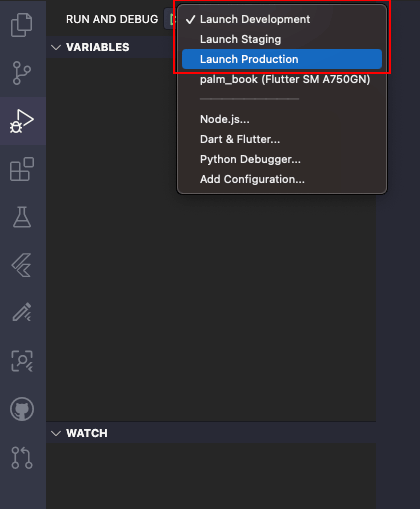 RUN AND DEBUG
✓ Launch Development
Launch Staging
Launch Production
palm_book (Flutter SM A750GN)
Node.js...
Dart & Flutter...
Python Debugger...
Add Configuration...
VARIABLES
WATCH